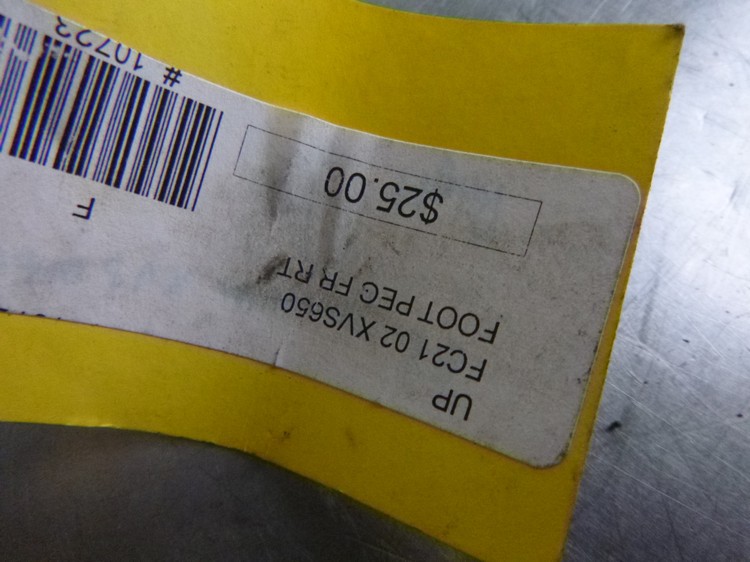 UP
FC21 02 XVS650
FOOT PEG FR RT
$25.00
F
# 10723